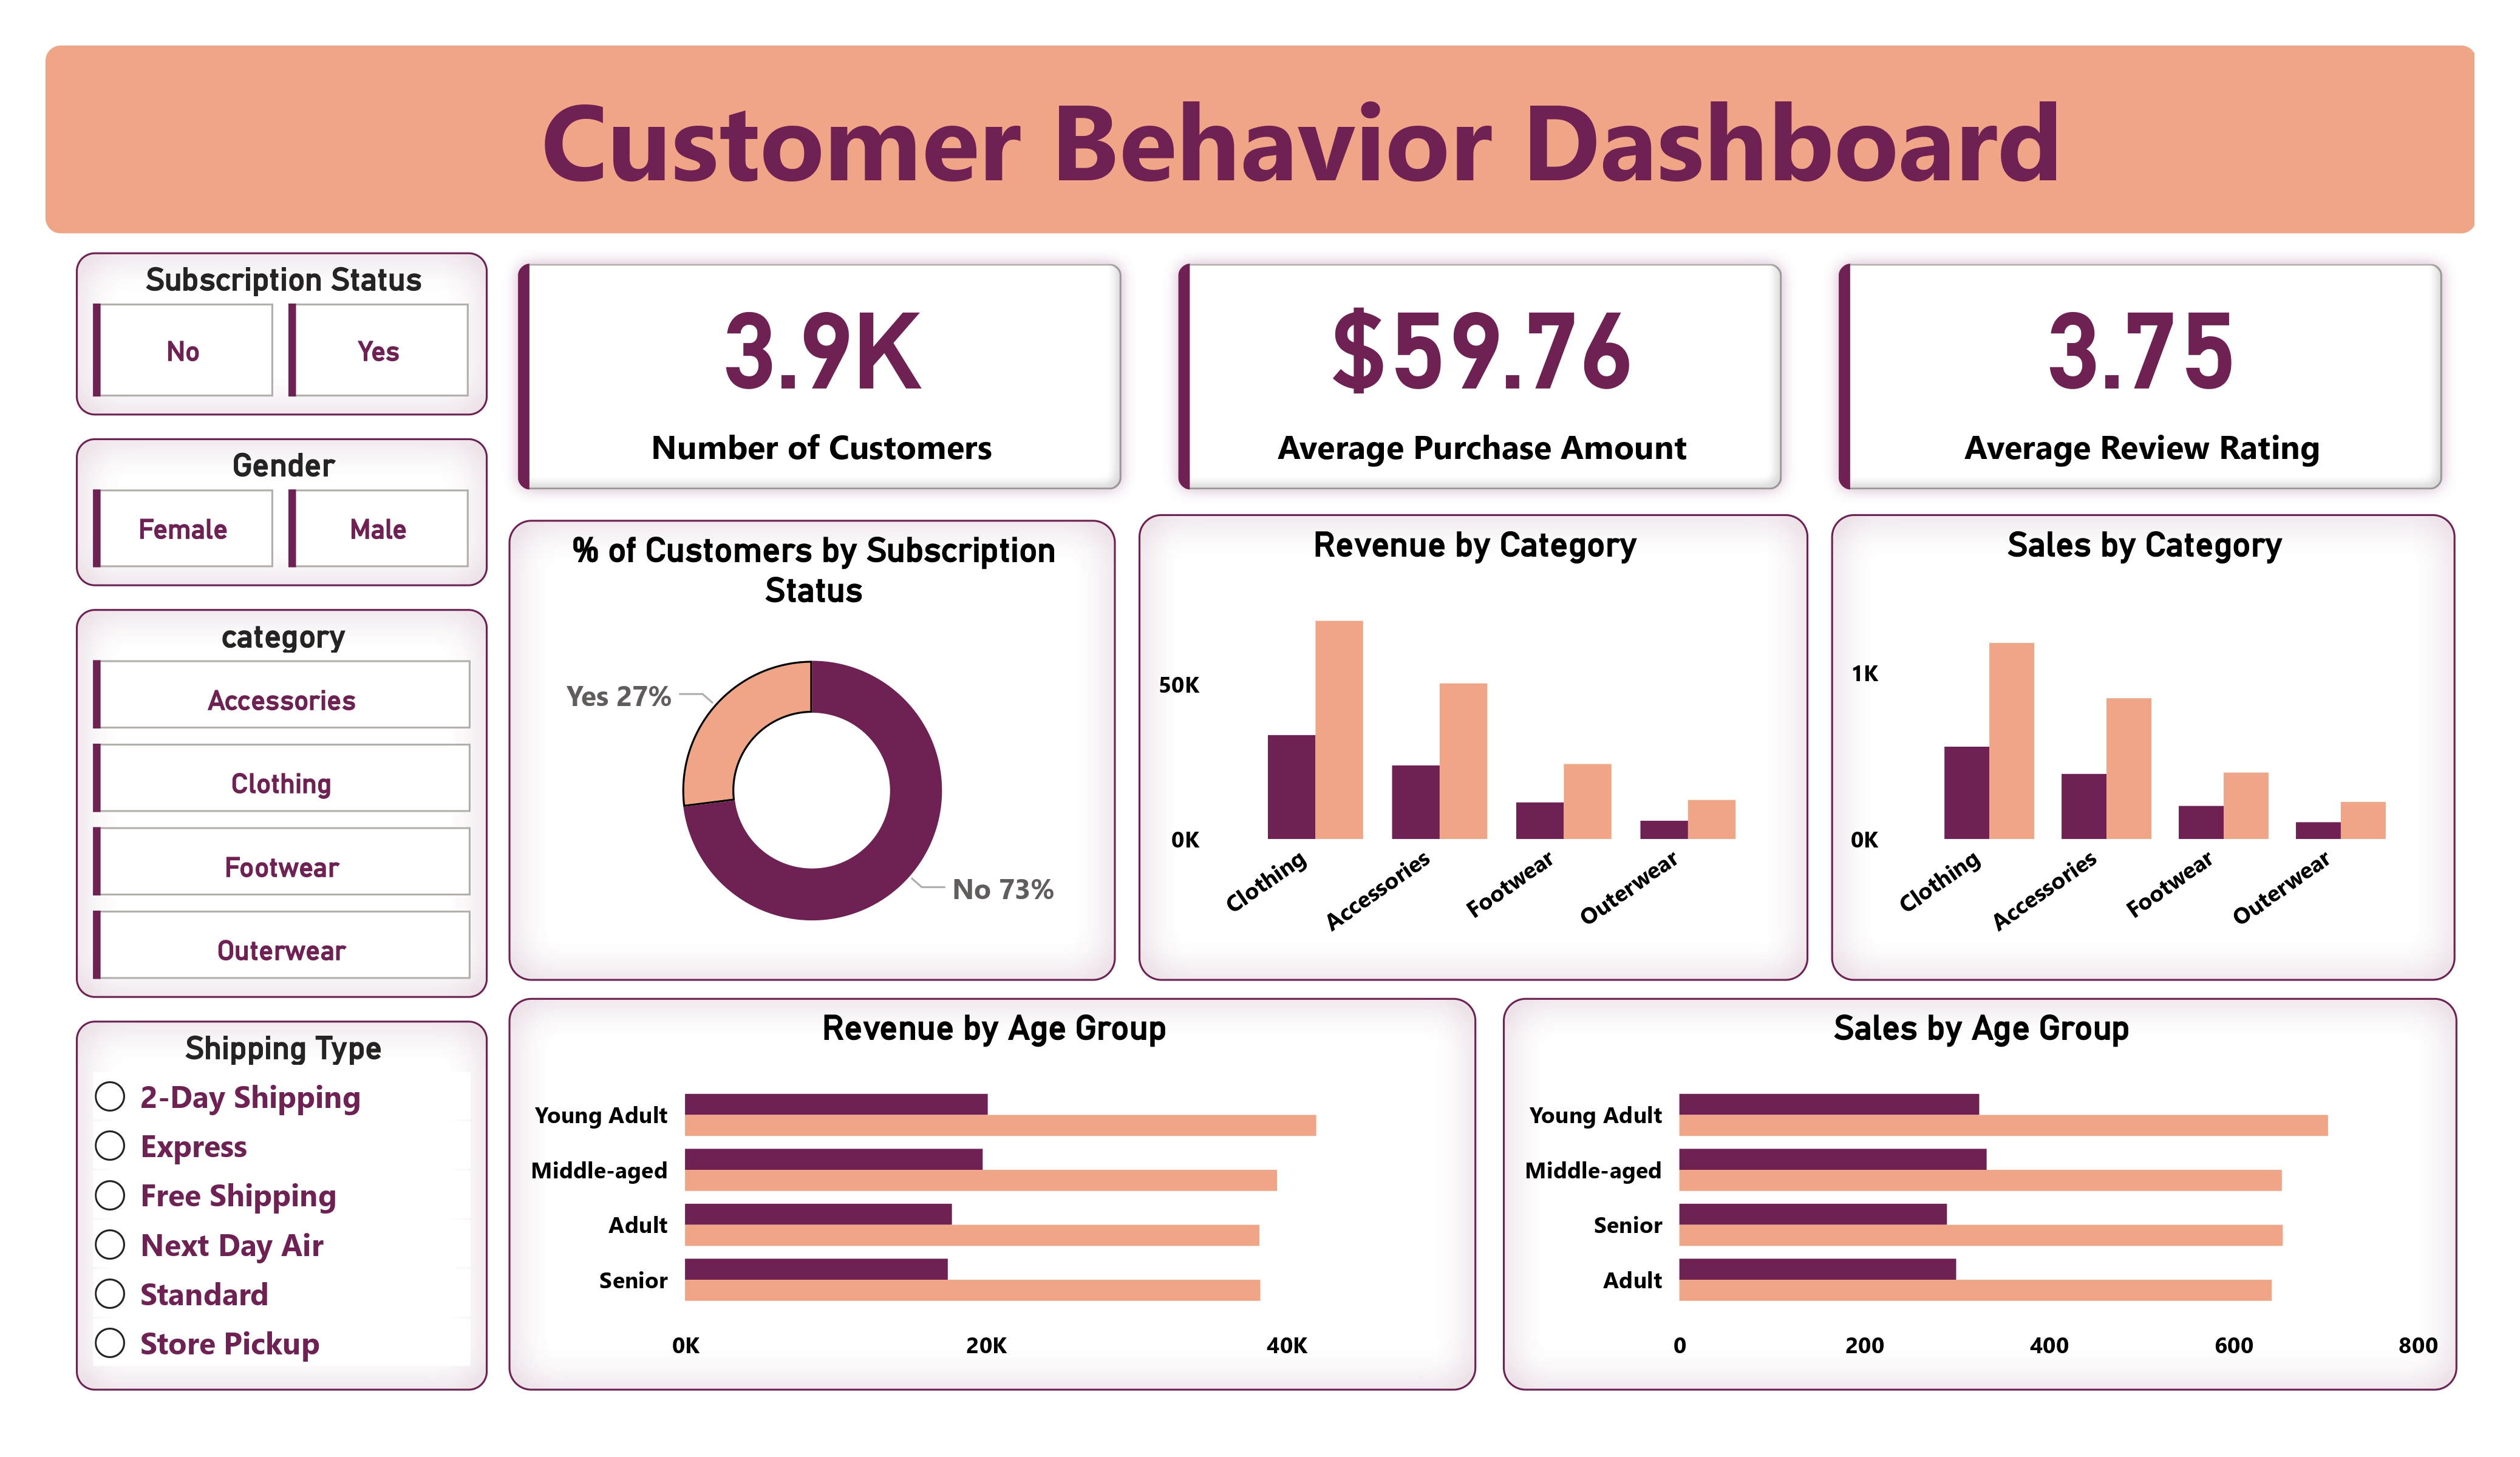 Customer Behavior Dashboard
Subscription Status
No
Yes
Gender
Female
Male
category
Accessories
Clothing
Footwear
Outerwear
Shipping Type
2-Day Shipping
Express
Free Shipping
Next Day Air
Standard
Store Pickup
3.9K
Number of Customers
$59.76
Average Purchase Amount
3.75
Average Review Rating
% of Customers by Subscription
Status
Yes 27%
No 73%
Revenue by Category
50K
0K
Clothing
Accessories
Footwear
Outerwear
Sales by Category
1K
0K
Clothing
Accessories
Footwear
Outerwear
Revenue by Age Group
Young Adult
Middle-aged
Adult
Senior
0K
20K
40K
Sales by Age Group
Young Adult
Middle-aged
Senior
Adult
0
200
400
600
800